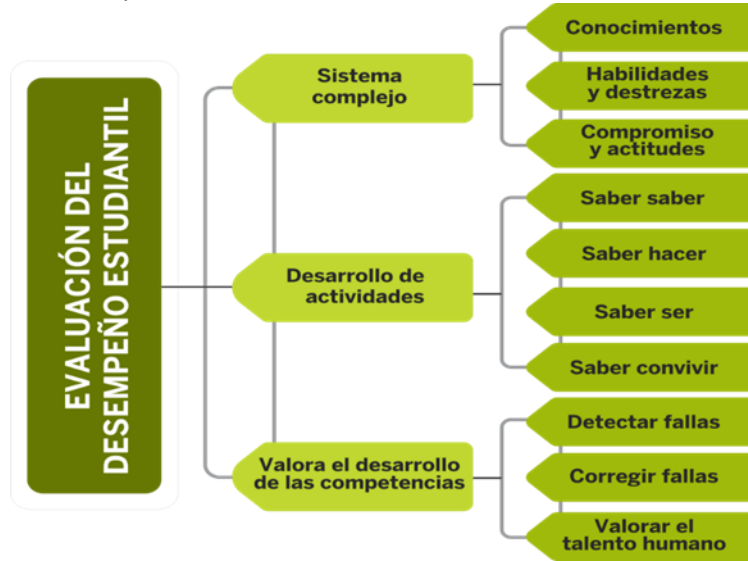 EVALUACIÓN DEL
DESEMPEÑO ESTUDIANTIL
Sistema
complejo
Conocimientos
Habilidades
y destrezas
Compromiso
y actitudes
Desarrollo de
actividades
Saber saber
Saber hacer
Saber ser
Saber convivir
Valora el desarrollo
de las competencias
Detectar fallas
Corregir fallas
Valorar el
talento humano